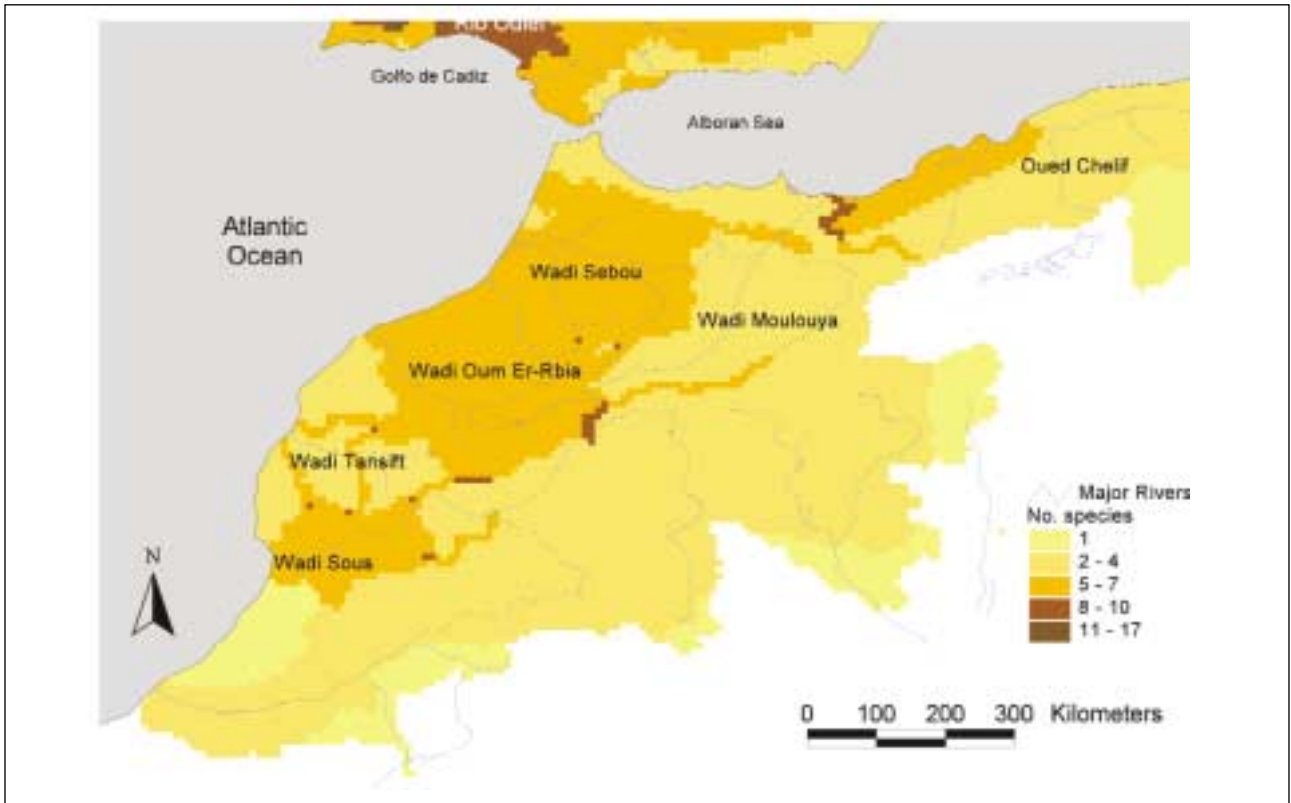 Golfo de Cadiz
Alboran Sea
Oued Chelif
Atlantic
Ocean
Wadi Sebou
Wadi Moulouya
Wadi Oum Er-Rbia
Wadi Tansift
Wadi Sous
N
Major Rivers
No. species
1
2 - 4
5 - 7
8 - 10
11 - 17
0 100 200 300 Kilometers